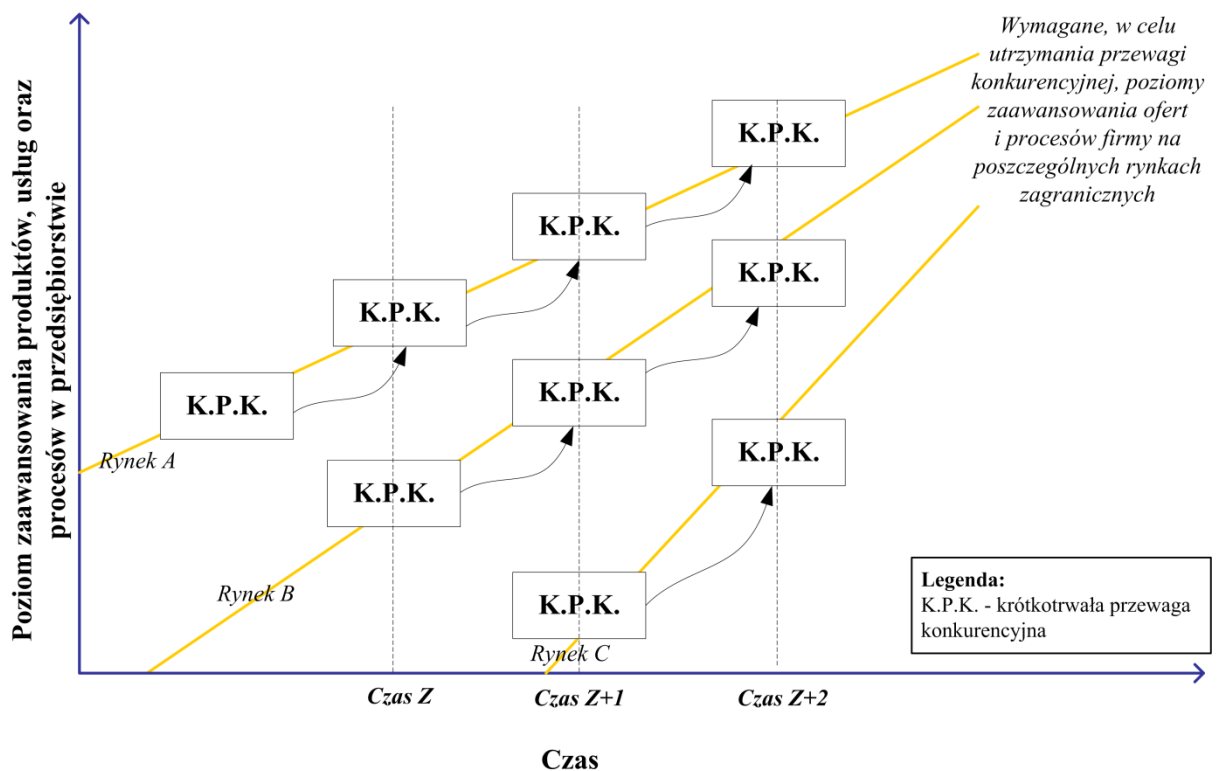 Poziom zaawansowania produktów, usług oraz
procesów w przedsiębiorstwie
Wymagane, w celu
utrzymania przewagi
konkurencyjnej, poziomy
zaawansowania ofert
i procesów firmy na
poszczególnych rynkach
zagranicznych
K.P.K.
K.P.K.
K.P.K.
K.P.K.
K.P.K.
K.P.K.
K.P.K.
Rynek A
K.P.K.
K.P.K.
Rynek B
Rynek C
Legenda:
K.P.K. - krótkotrwała przewaga
konkurencyjna
Czas Z
Czas Z+1
Czas Z+2
Czas